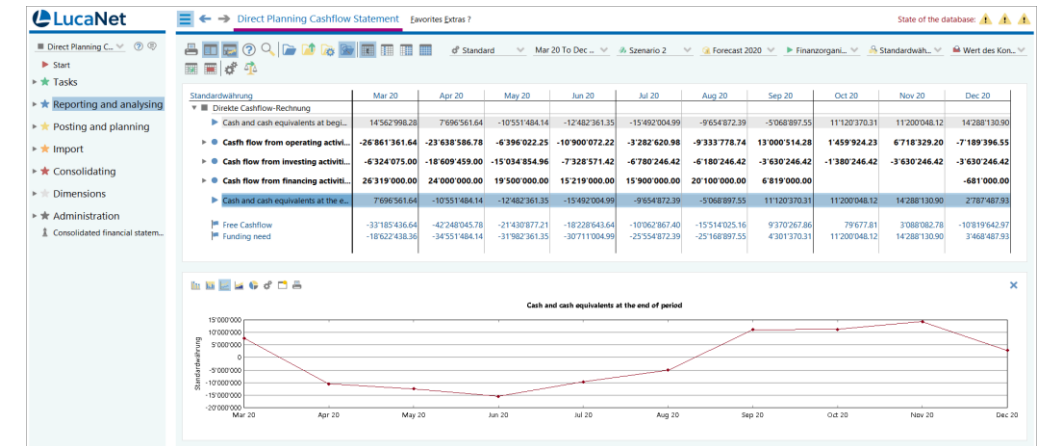 LucaNet
Direct Planning Cashflow Statement Favorites Extras ?
State of the database:
Direct Planning C...
Start
Tasks
Reporting and analysing
Posting and planning
Import
Consolidating
Dimensions
Administration
Consolidated financial statem...
Standard Mar 20 To Dec ... Szenario 2 Forecast 2020 Finanzorgani... Standardwäh... Wert des Kon...
Standardwährung Mar 20 Apr 20 May 20 Jun 20 Jul 20 Aug 20 Sep 20 Oct 20 Nov 20 Dec 20
Direkte Cashflow-Rechnung
Cash and cash equivalents at begi... 14'562'998.28 7'696'561.64 -10'551'484.14 -12'482'361.35 -15'492'004.99 -9'654'872.39 -5'068'897.55 11'120'370.31 11'200'048.12 14'288'130.90
Casfh flow from operating activi... -26'861'361.64 -23'638'586.78 -6'396'022.25 -10'900'072.22 -3'282'620.98 -9'333'778.74 13'000'514.28 1'459'924.23 6'718'329.20 -7'189'396.55
Cash flow from investing activiti... -6'324'075.00 -18'609'459.00 -15'034'854.96 -7'328'571.42 -6'780'246.42 -6'180'246.42 -3'630'246.42 -1'380'246.42 -3'630'246.42 -3'630'246.42
Cash flow from financing activiti... 26'319'000.00 24'000'000.00 19'500'000.00 15'219'000.00 15'900'000.00 20'100'000.00 6'819'000.00 -681'000.00
Cash and cash equivalents at the e... 7'696'561.64 -10'551'484.14 -12'482'361.35 -15'492'004.99 -9'654'872.39 -5'068'897.55 11'120'370.31 11'200'048.12 14'288'130.90 2'787'487.93
Free Cashflow -33'185'436.64 -42'248'045.78 -21'430'877.21 -18'228'643.64 -10'062'867.40 -15'514'025.16 9'370'267.86 79'677.81 3'088'082.78 -10'819'642.97
Funding need -18'622'438.36 -34'551'484.14 -31'982'361.35 -30'711'004.99 -25'554'872.39 -25'168'897.55 4'301'370.31 11'200'048.12 14'288'130.90 3'468'487.93
Cash and cash equivalents at the end of period
Standardwährung
15'000'000
10'000'000
5'000'000
0
-5'000'000
-10'000'000
-15'000'000
-20'000'000
Mar 20 Apr 20 May 20 Jun 20 Jul 20 Aug 20 Sep 20 Oct 20 Nov 20 Dec 20